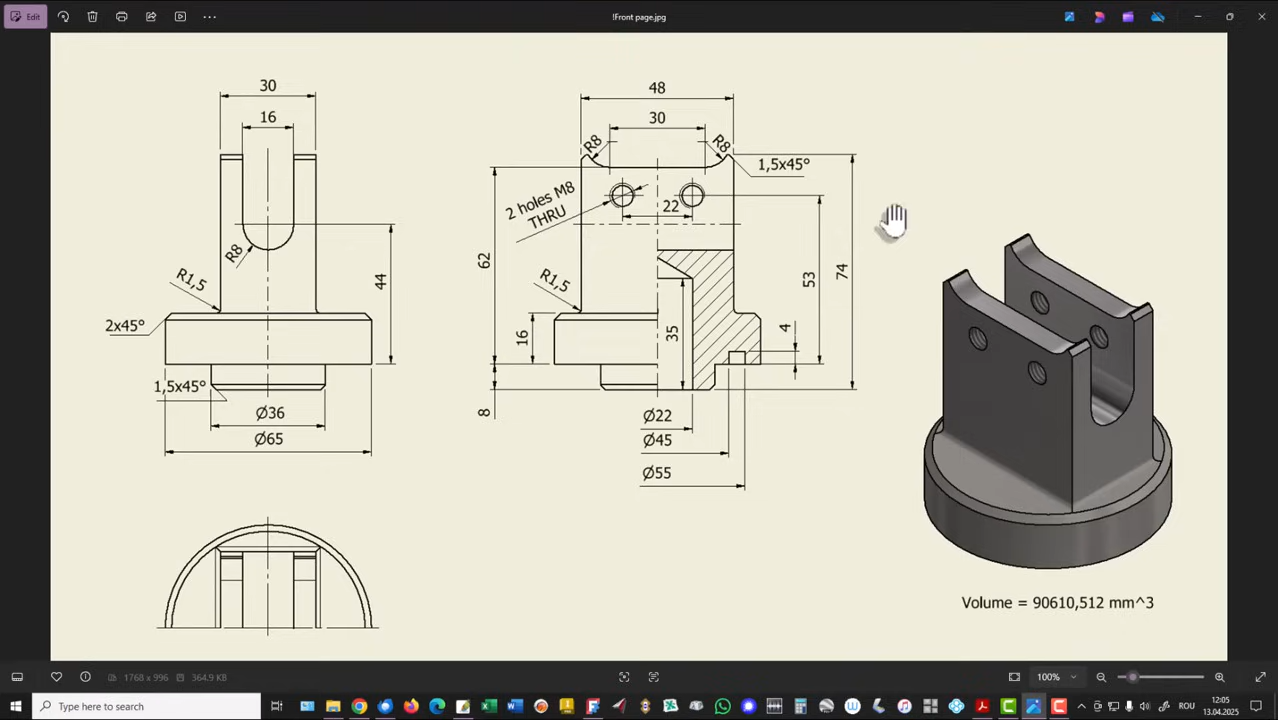 Edit
!Front page.jpg
30
16
R8
R1,5
2x45°
1,5x45°
44
Ø36
Ø65
48
30
R8
R8
1,5x45°
2 holes M8
THRU
22
62
R1,5
16
35
53
74
4
8
Ø22
Ø45
Ø55
Volume = 90610,512 mm^3
1768 x 996
364.9 KB
100%
Type here to search
12:05
ROU
13.04.2025